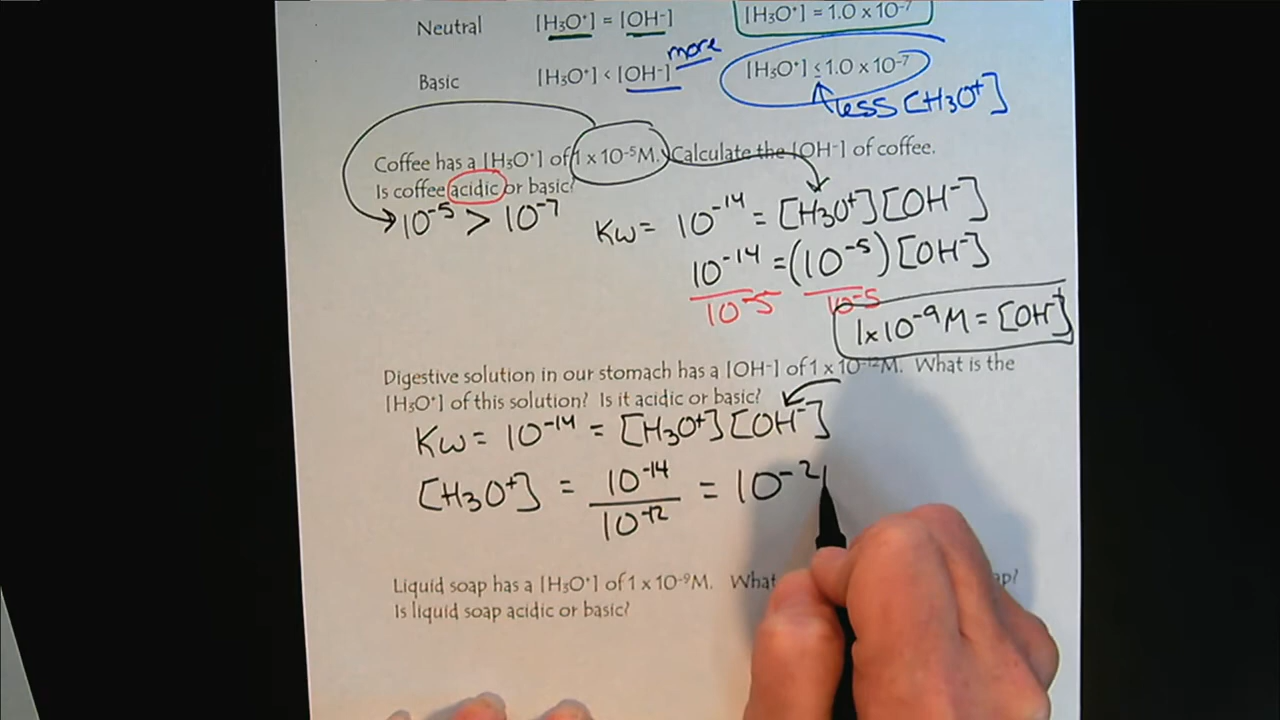 Neutral [H₃O⁺] = [OH-] [H₃O⁺] = 1.0 x 10⁻⁷
more
Basic [H₃O⁺] < [OH-] [H₃O⁺] ≤ 1.0 x 10⁻⁷
less [H₃O⁺]
Coffee has a [H₃O⁺] of 1 x 10⁻⁵M. Calculate the [OH-] of coffee.
Is coffee acidic or basic?
10⁻⁵ > 10⁻⁷ Kw = 10⁻¹⁴ = [H₃O⁺][OH⁻]
10⁻¹⁴ = (10⁻⁵) [OH⁻]
10⁻⁵ 10⁻⁵
1x10⁻⁹M = [OH⁻]
Digestive solution in our stomach has a [OH-] of 1 x 10⁻¹²M. What is the
[H₃O⁺] of this solution? Is it acidic or basic?
Kw = 10⁻¹⁴ = [H₃O⁺][OH⁻]
[H₃O⁺] = 10⁻¹⁴ / 10⁻¹² = 10⁻²
Liquid soap has a [H₃O⁺] of 1 x 10⁻⁹M. What
Is liquid soap acidic or basic?